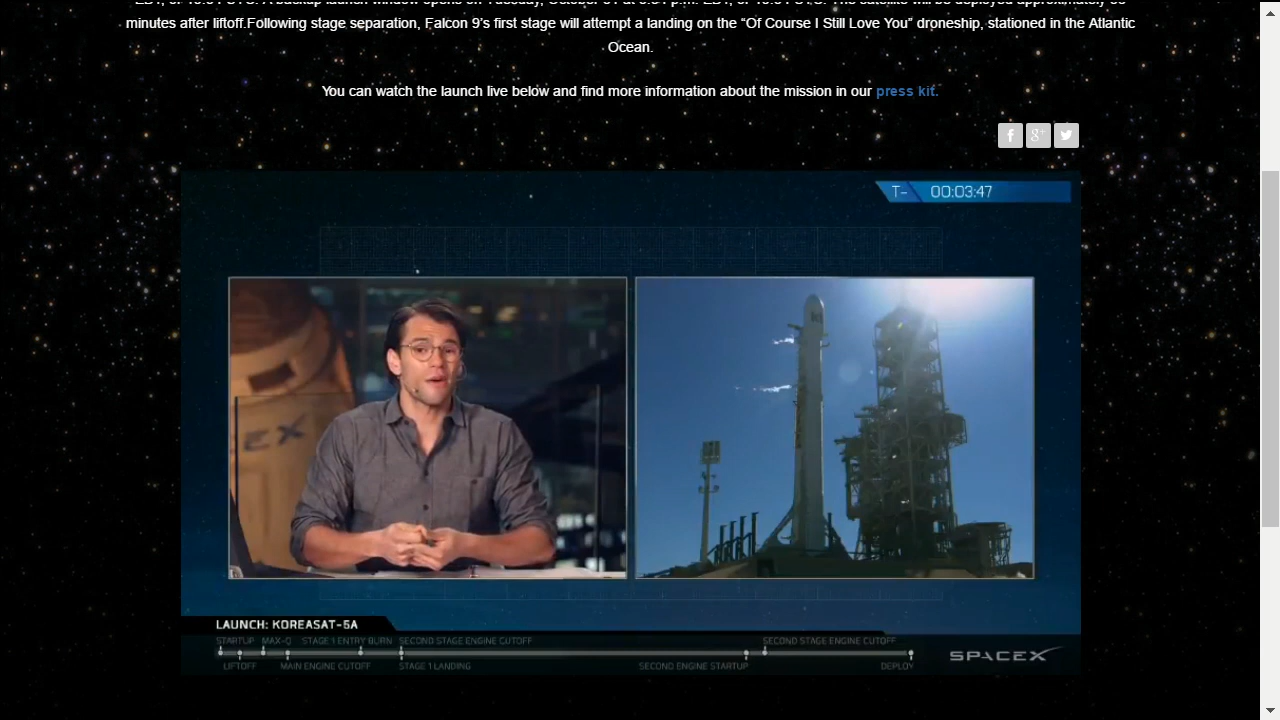 minutes after liftoff.Following stage separation, Falcon 9's first stage will attempt a landing on the "Of Course I Still Love You" droneship, stationed in the Atlantic
Ocean.
You can watch the launch live below and find more information about the mission in our press kit.
f g+
T- 00:03:47
EX
LAUNCH: KOREASAT-5A
STARTUP MAX-Q STAGE 1 ENTRY BURN SECOND STAGE ENGINE CUTOFF SECOND STAGE ENGINE CUTOFF
LIFTOFF MAIN ENGINE CUTOFF STAGE 1 LANDING SECOND ENGINE STARTUP DEPLOY
SPACEX